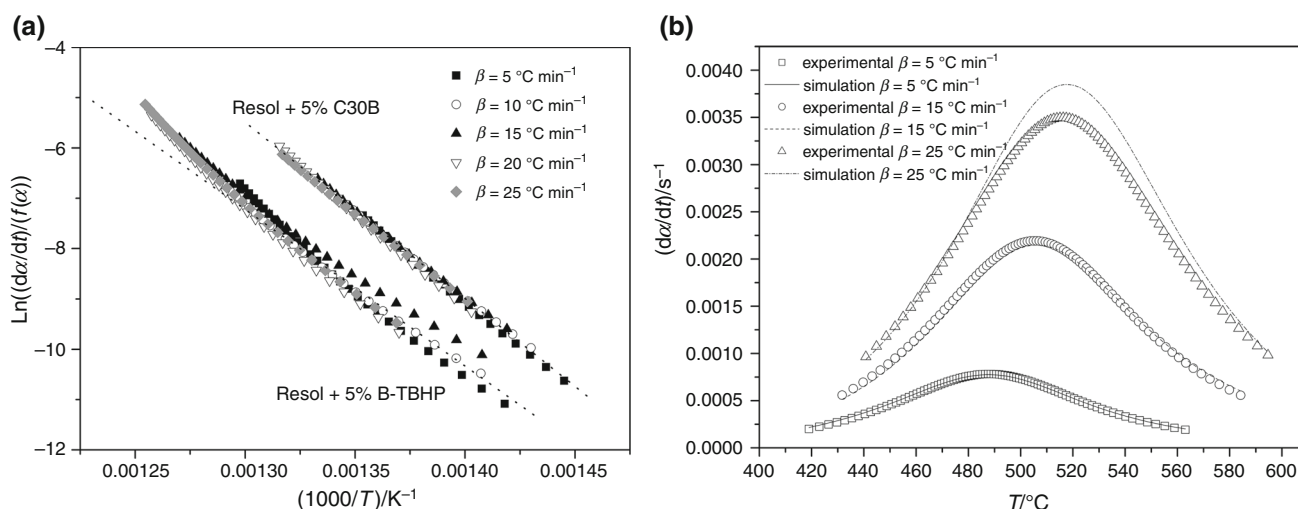 (a)
Ln((dα/dt)/(f(α))
−4
−6
−8
−10
−12
Resol + 5% C30B
Resol + 5% B-TBHP
β = 5 °C min⁻¹
β = 10 °C min⁻¹
β = 15 °C min⁻¹
β = 20 °C min⁻¹
β = 25 °C min⁻¹
0.00125 0.00130 0.00135 0.00140 0.00145
(1000/T)/K⁻¹
(b)
(dα/dt)/s⁻¹
0.0040
0.0035
0.0030
0.0025
0.0020
0.0015
0.0010
0.0005
0.0000
experimental β = 5 °C min⁻¹
simulation β = 5 °C min⁻¹
experimental β = 15 °C min⁻¹
simulation β = 15 °C min⁻¹
experimental β = 25 °C min⁻¹
simulation β = 25 °C min⁻¹
400 420 440 460 480 500 520 540 560 580 600
T/°C